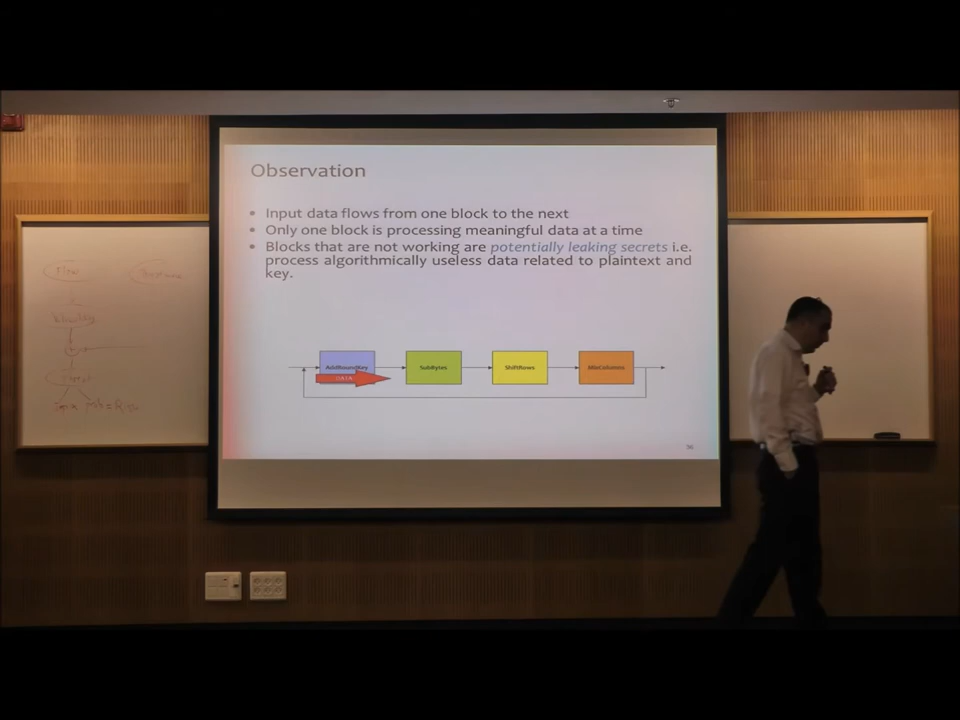 Observation
• Input data flows from one block to the next
• Only one block is processing meaningful data at a time
• Blocks that are not working are potentially leaking secrets i.e.
process algorithmically useless data related to plaintext and
key.
AddRoundKey
SubBytes
ShiftRows
MixColumns
DATA